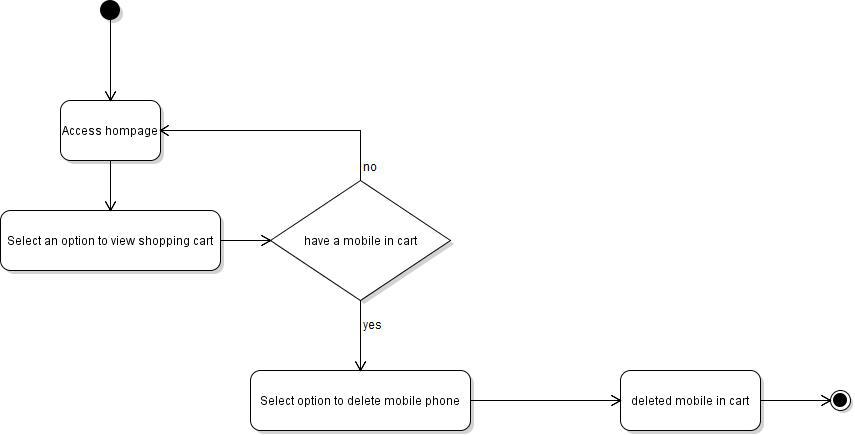 Access hompage
no
Select an option to view shopping cart
have a mobile in cart
yes
Select option to delete mobile phone
deleted mobile in cart